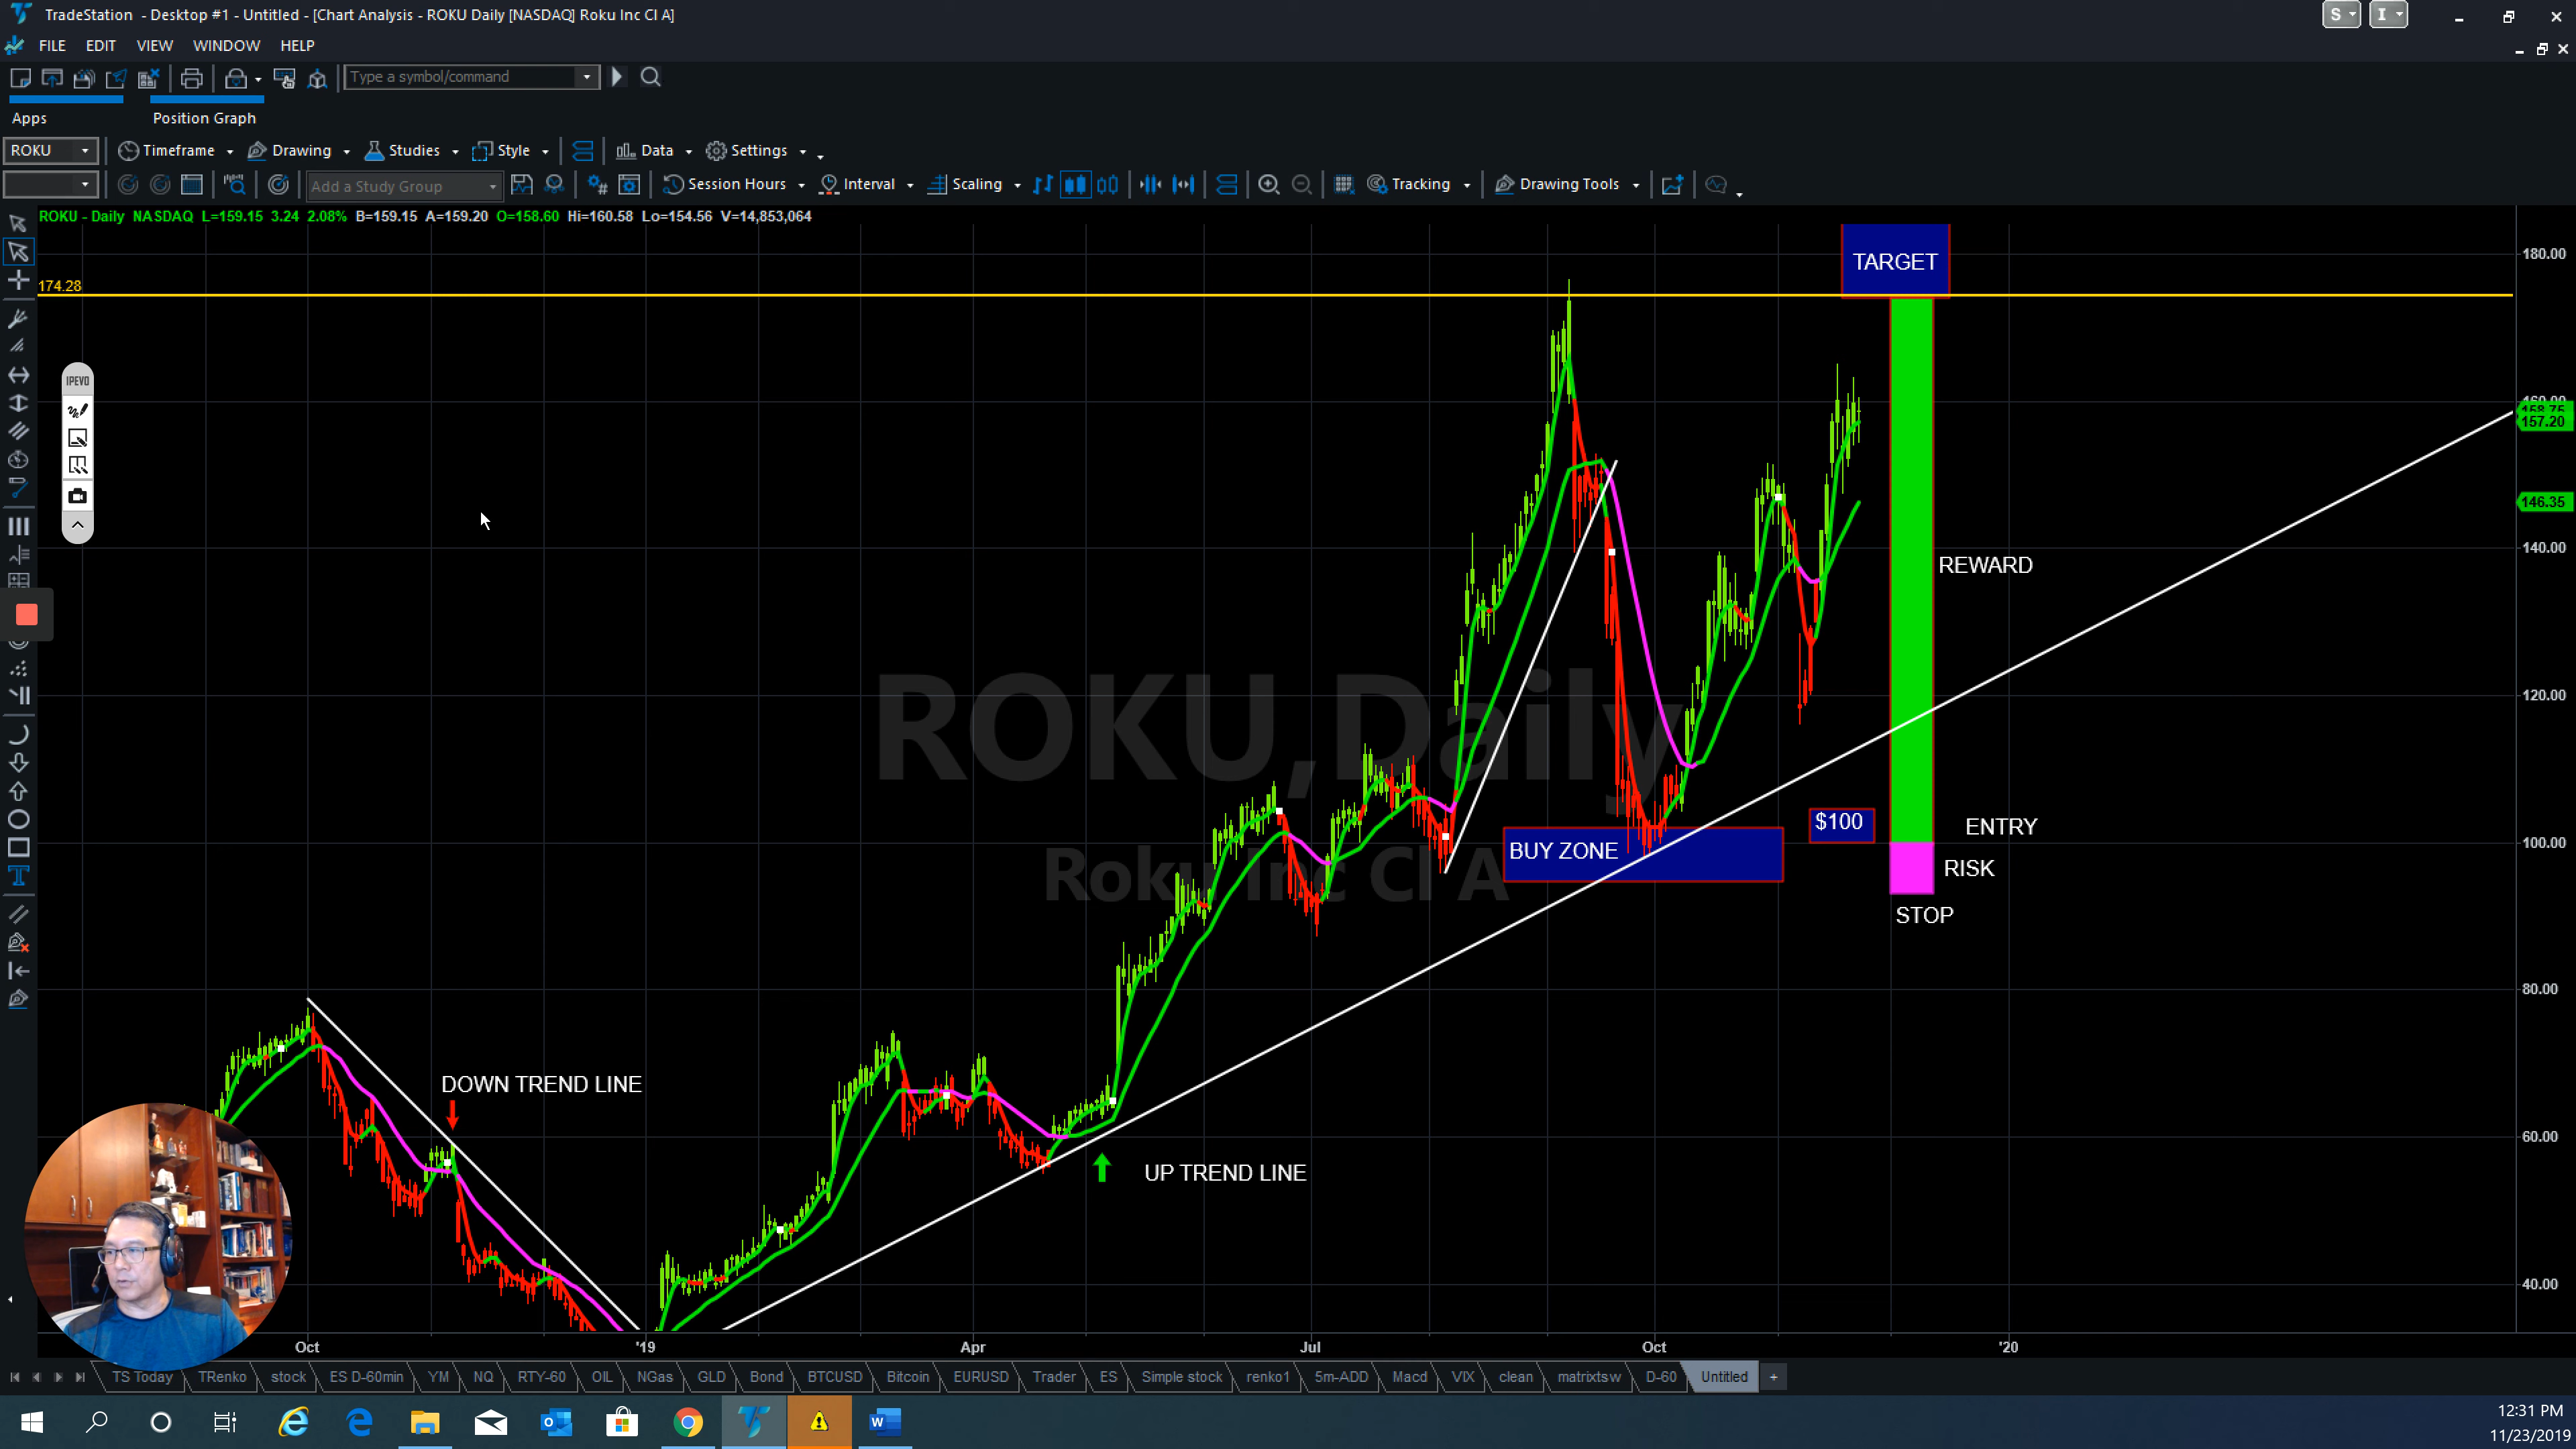 TradeStation - Desktop #1 - Untitled - [Chart Analysis - ROKU Daily [NASDAQ] Roku Inc Cl A]
S I
FILE EDIT VIEW WINDOW HELP
Type a symbol/command
Apps Position Graph
ROKU Timeframe Drawing Studies Style Data Settings
Add a Study Group Session Hours Interval Scaling Tracking Drawing Tools
ROKU - Daily NASDAQ L=159.15 3.24 2.08% B=159.15 A=159.20 O=158.60 Hi=160.58 Lo=154.56 V=14,853,064
180.00
TARGET
174.28
IPEVO
160.00
158.75
157.20
146.35
140.00
REWARD
120.00
ROKU,Daily
Roku Inc Cl A
$100
ENTRY
100.00
BUY ZONE
RISK
STOP
80.00
DOWN TREND LINE
60.00
UP TREND LINE
40.00
Oct '19 Apr Jul Oct '20
TS Today TRenko stock ES D-60min YM NQ RTY-60 OIL NGas GLD Bond BTCUSD Bitcoin EURUSD Trader ES Simple stock renko1 5m-ADD Macd VIX clean matrixtsw D-60 Untitled +
12:31 PM
11/23/2019